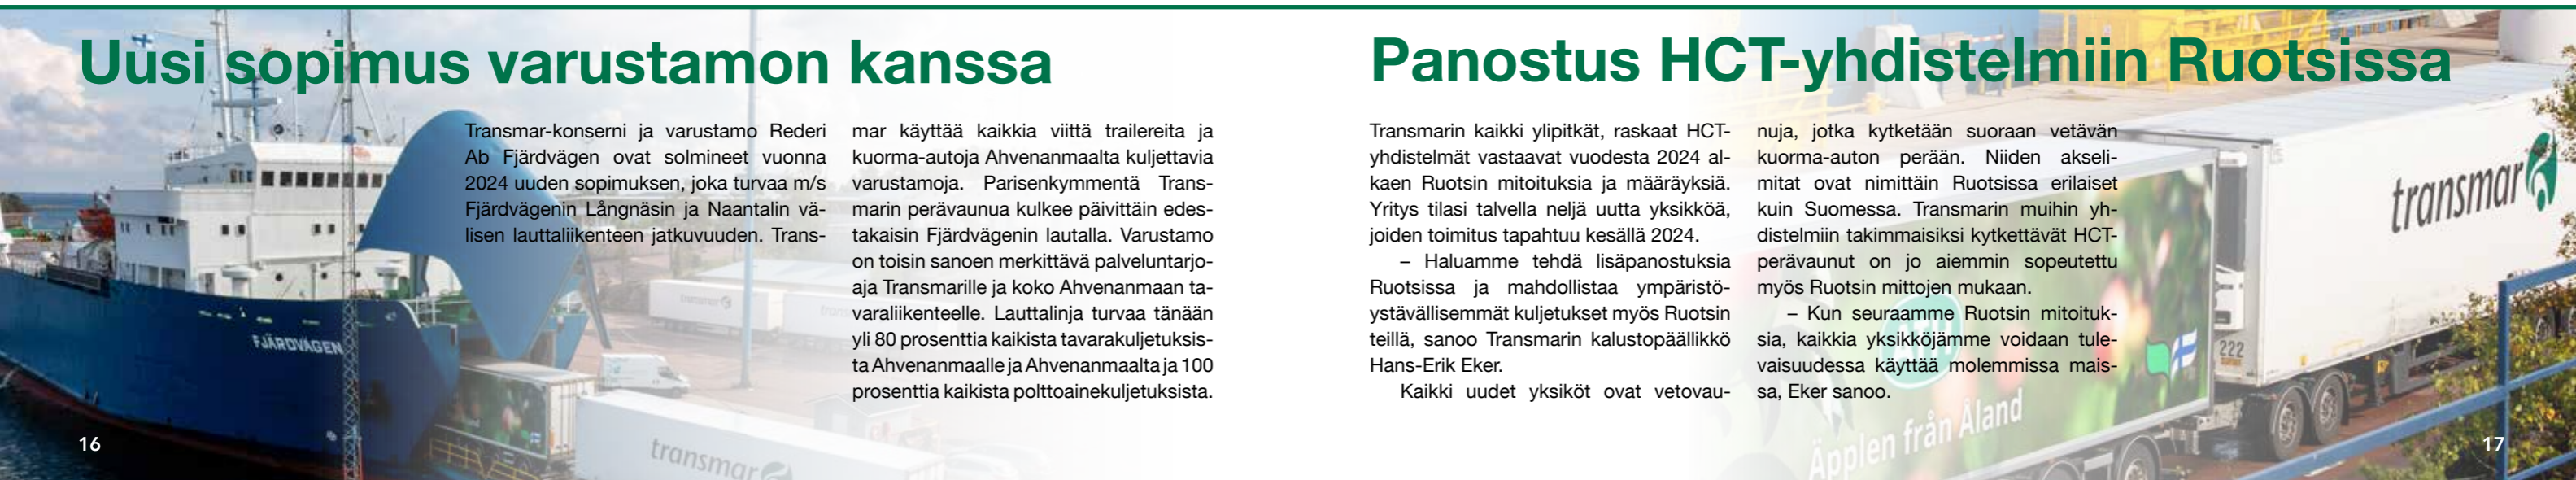 Uusi sopimus varustamon kanssa
Transmar-konserni ja varustamo Rederi
Ab Fjärdvägen ovat solmineet vuonna
2024 uuden sopimuksen, joka turvaa m/s
Fjärdvägenin Långnäsin ja Naantalin vä-
lisen lauttaliikenteen jatkuvuuden. Trans-
mar käyttää kaikkia viittä trailereita ja
kuorma-autoja Ahvenanmaalta kuljettavia
varustamoja. Parisenkymmentä Trans-
marin perävaunua kulkee päivittäin edes-
takaisin Fjärdvägenin lautalla. Varustamo
on toisin sanoen merkittävä palveluntarjo-
aja Transmarille ja koko Ahvenanmaan ta-
varaliikenteelle. Lauttalinja turvaa tänään
yli 80 prosenttia kaikista tavarakuljetuksis-
ta Ahvenanmaalle ja Ahvenanmaalta ja 100
prosenttia kaikista polttoainekuljetuksista.
FJÄRDVÄGEN
transmar
transmar
16
Panostus HCT-yhdistelmiin Ruotsissa
Transmarin kaikki ylipitkät, raskaat HCT-
yhdistelmät vastaavat vuodesta 2024 al-
kaen Ruotsin mitoituksia ja määräyksiä.
Yritys tilasi talvella neljä uutta yksikköä,
joiden toimitus tapahtuu kesällä 2024.
– Haluamme tehdä lisäpanostuksia
Ruotsissa ja mahdollistaa ympäristö-
ystävällisemmät kuljetukset myös Ruotsin
teillä, sanoo Transmarin kalustopäällikkö
Hans-Erik Eker.
Kaikki uudet yksiköt ovat vetovau-
nuja, jotka kytketään suoraan vetävän
kuorma-auton perään. Niiden akseli-
mitat ovat nimittäin Ruotsissa erilaiset
kuin Suomessa. Transmarin muihin yh-
distelmiin takimmaisiksi kytkettävät HCT-
perävaunut on jo aiemmin sopeutettu
myös Ruotsin mittojen mukaan.
– Kun seuraamme Ruotsin mitoituk-
sia, kaikkia yksikköjämme voidaan tule-
vaisuudessa käyttää molemmissa mais-
sa, Eker sanoo.
transmar
222
Äpplen från Åland
17